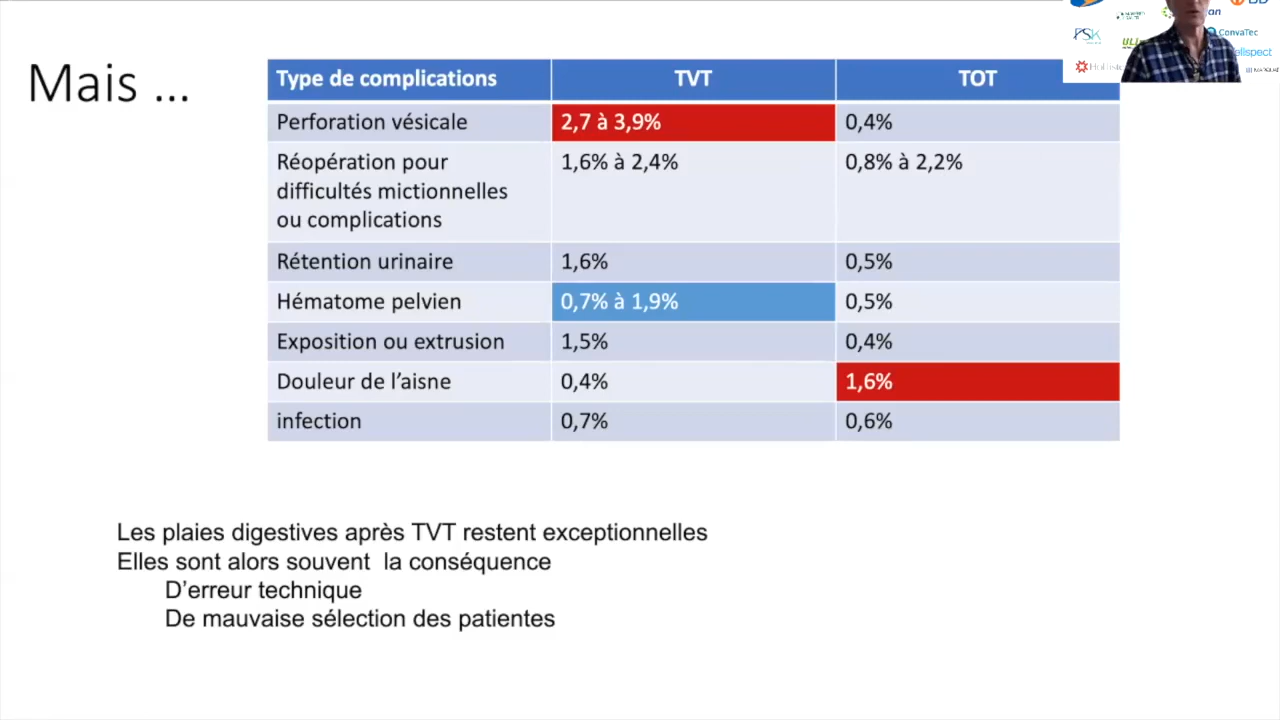 Mais ...
Type de complications TVT TOT
Perforation vésicale 2,7 à 3,9% 0,4%
Réopération pour
difficultés mictionnelles
ou complications 1,6% à 2,4% 0,8% à 2,2%
Rétention urinaire 1,6% 0,5%
Hématome pelvien 0,7% à 1,9% 0,5%
Exposition ou extrusion 1,5% 0,4%
Douleur de l’aisne 0,4% 1,6%
infection 0,7% 0,6%
Les plaies digestives après TVT restent exceptionnelles
Elles sont alors souvent la conséquence
D’erreur technique
De mauvaise sélection des patientes
ConvaTec